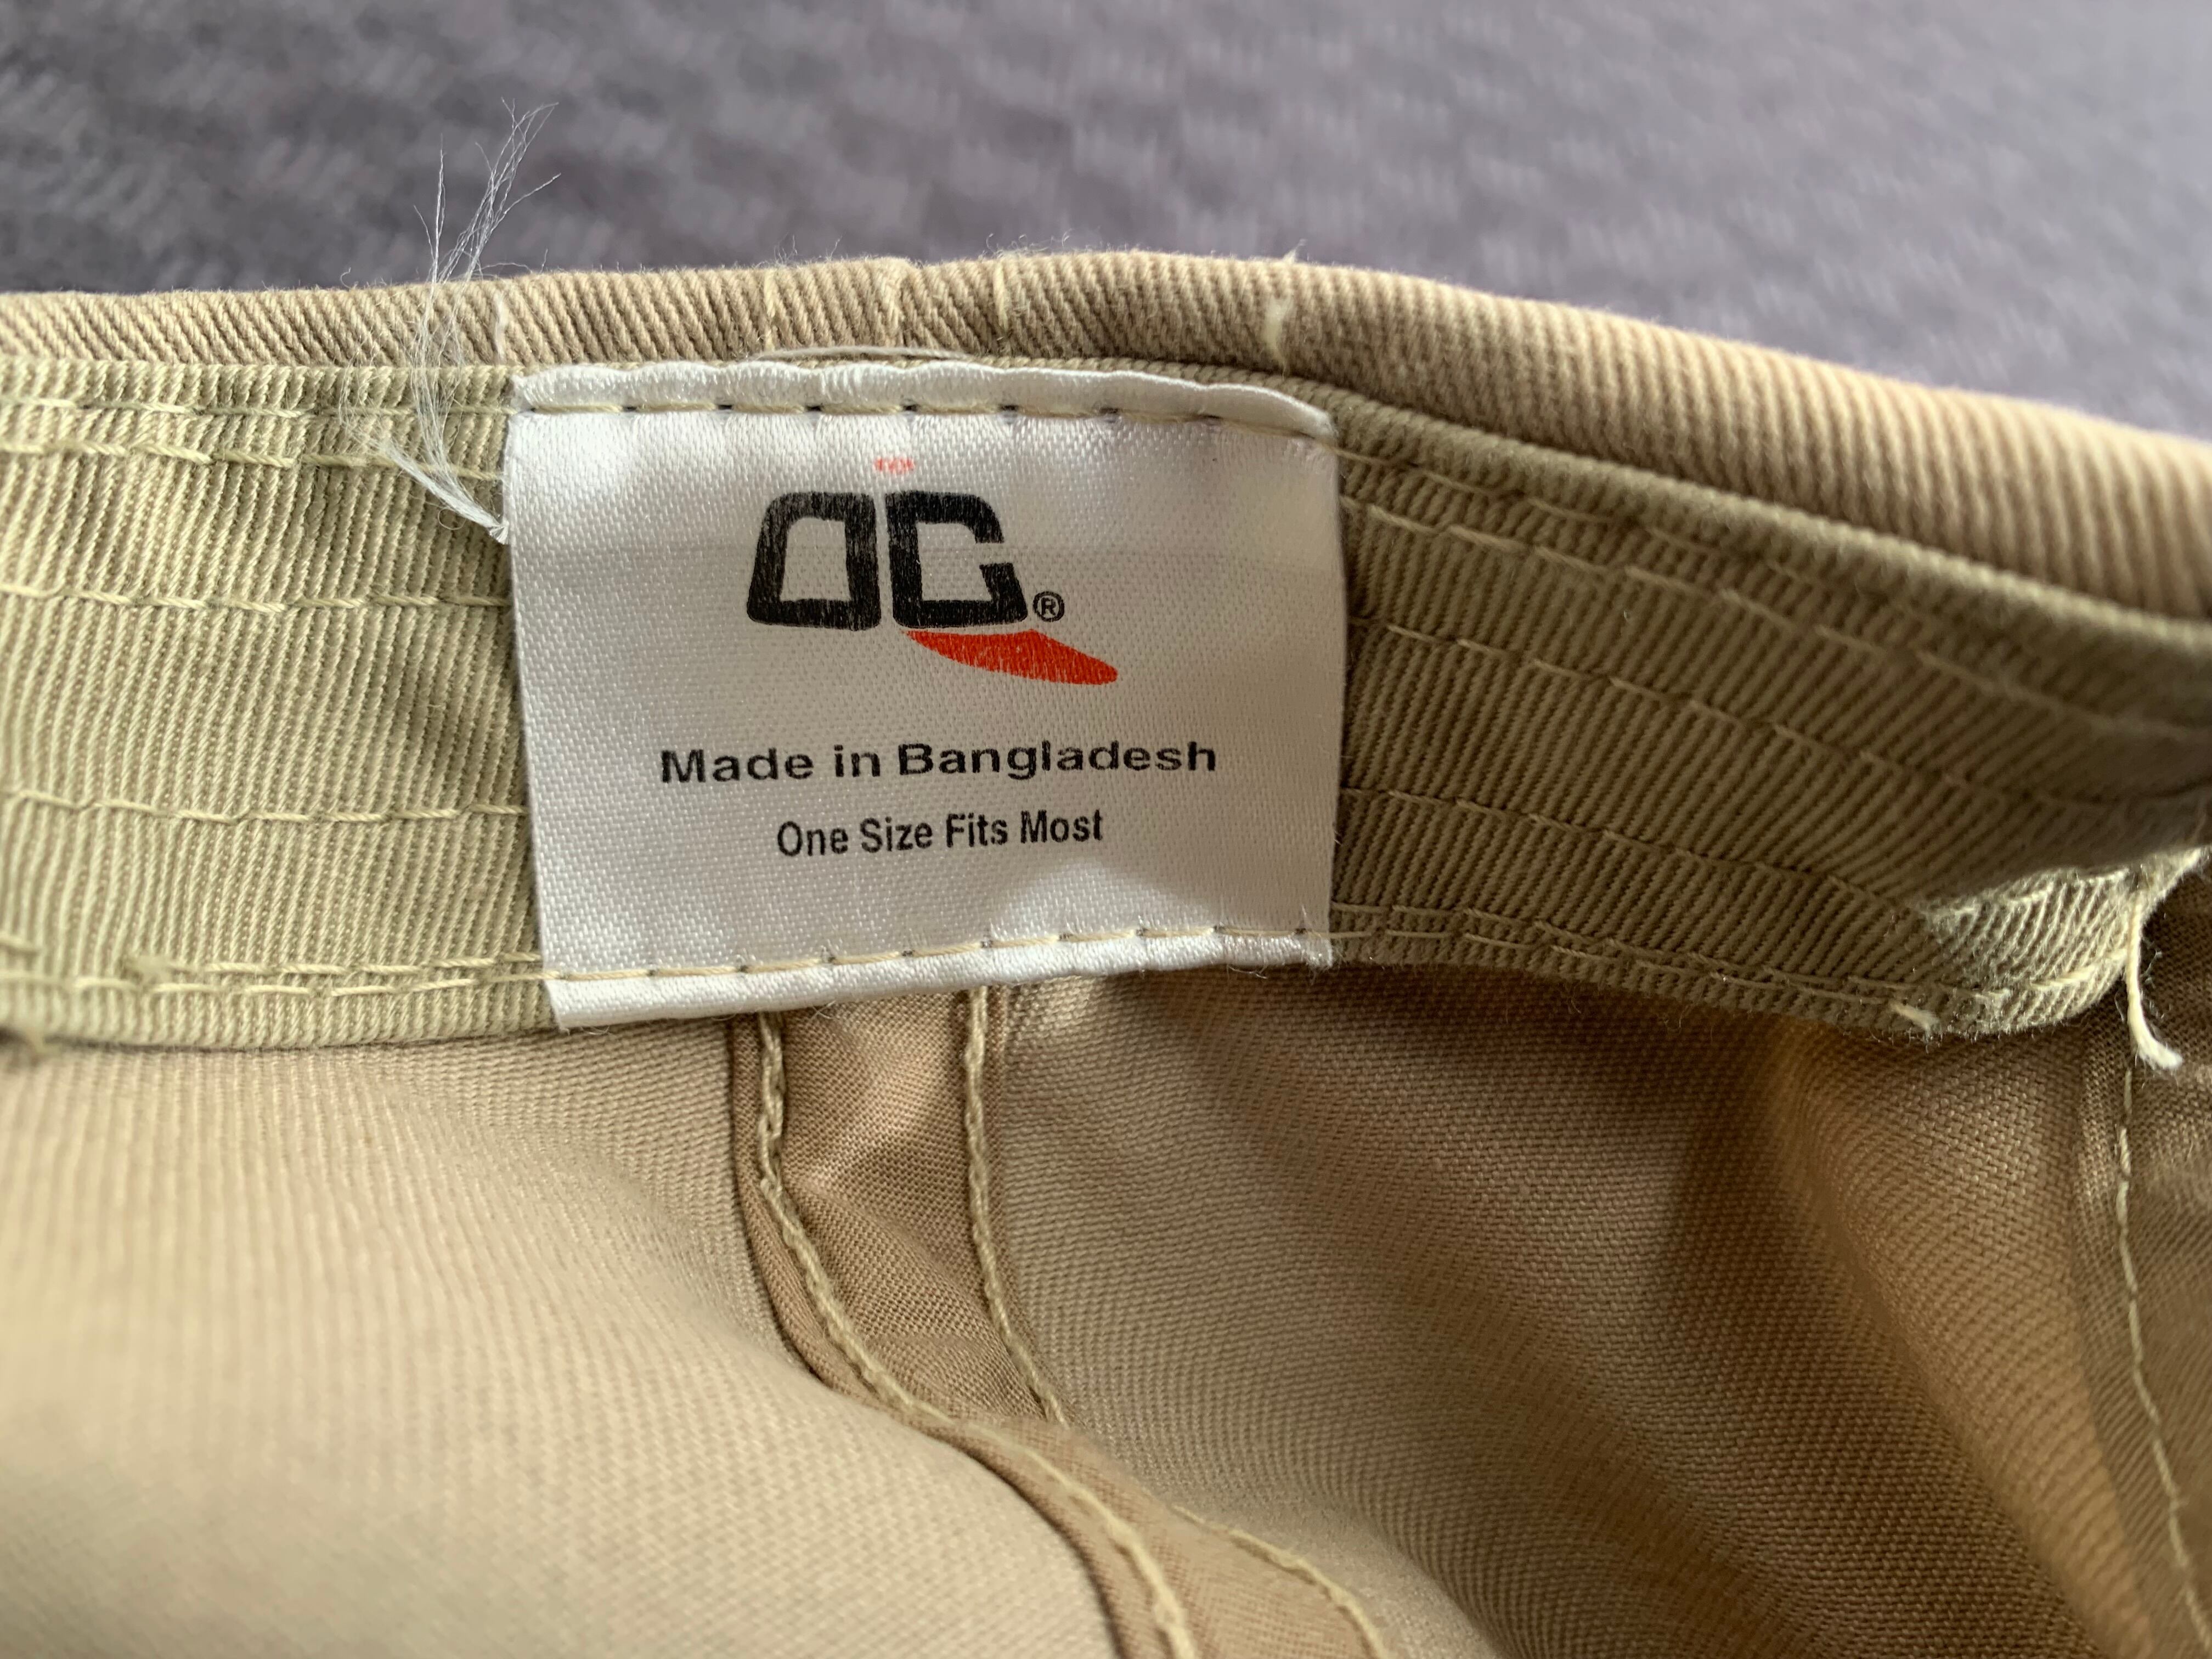 OC®
Made in Bangladesh
One Size Fits Most